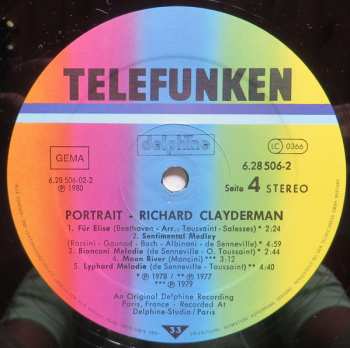 TELEFUNKEN
delphine
LC 0366
GEMA
6.28 506-2
6.28 506-02-2
Seite 4 STEREO
Ⓟ 1980
PORTRAIT - RICHARD CLAYDERMAN
1. Für Elise (Beethoven - Arr.: Toussaint - Salesses) * 2:24
2. Sentimental Medley
(Rossini - Gounod - Bach - Albinoni - de Senneville) * 4:59
3. Bianconi Melodie (de Senneville - O. Toussaint) * 2:55
4. Moon River (Mancini) *** 3:12
5. Lyphard Melodie (de Senneville - Toussaint) ** 4:40
* Ⓟ 1978 / ** Ⓟ 1977
*** Ⓟ 1979
An Original Delphine Recording
Paris, France - Recorded At
Delphine-Studio / Paris
33